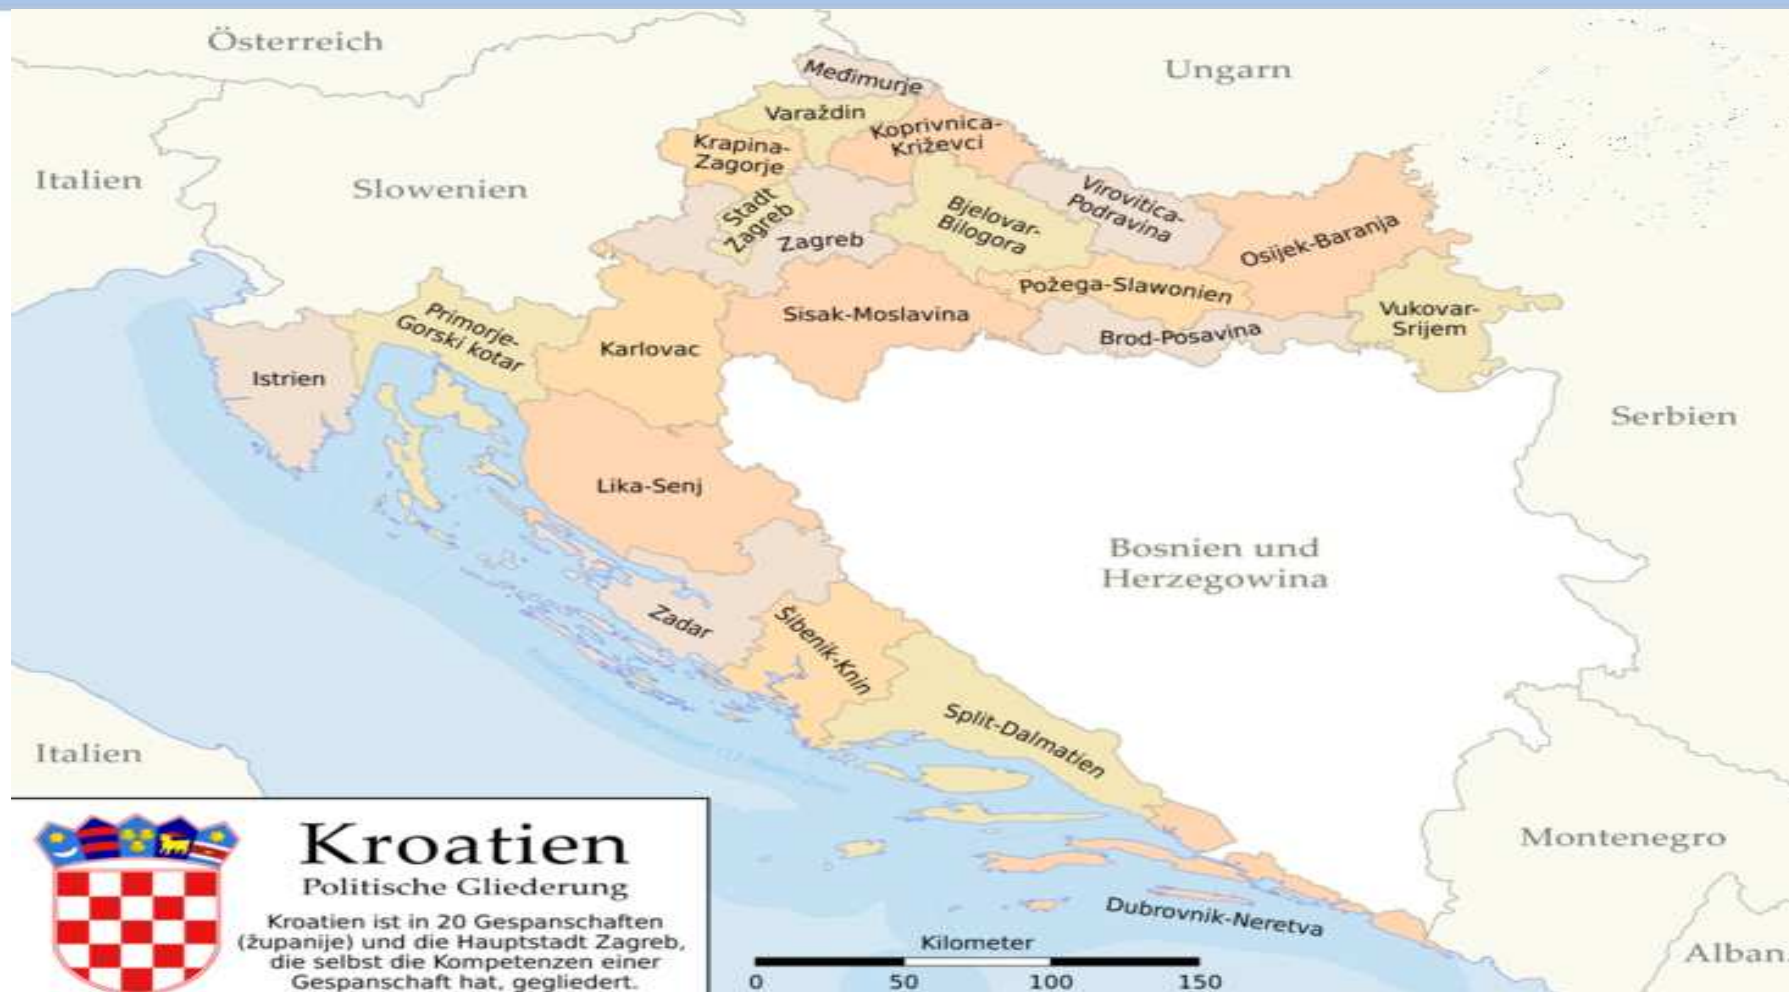 Österreich
Ungarn
Italien
Slowenien
Međimurje
Varaždin
Koprivnica-
Križevci
Krapina-
Zagorje
Stadt
Zagreb
Zagreb
Bjelovar-
Bilogora
Virovitica-
Podravina
Osijek-Baranja
Požega-Slawonien
Vukovar-
Srijem
Sisak-Moslavina
Brod-Posavina
Primorje-
Gorski kotar
Karlovac
Istrien
Serbien
Lika-Senj
Bosnien und
Herzegowina
Zadar
Šibenik-Knin
Split-Dalmatien
Italien
Montenegro
Dubrovnik-Neretva
Alban.
Kroatien
Politische Gliederung
Kroatien ist in 20 Gespanschaften
(županije) und die Hauptstadt Zagreb,
die selbst die Kompetenzen einer
Gespanschaft hat, gegliedert.
Kilometer
0 50 100 150